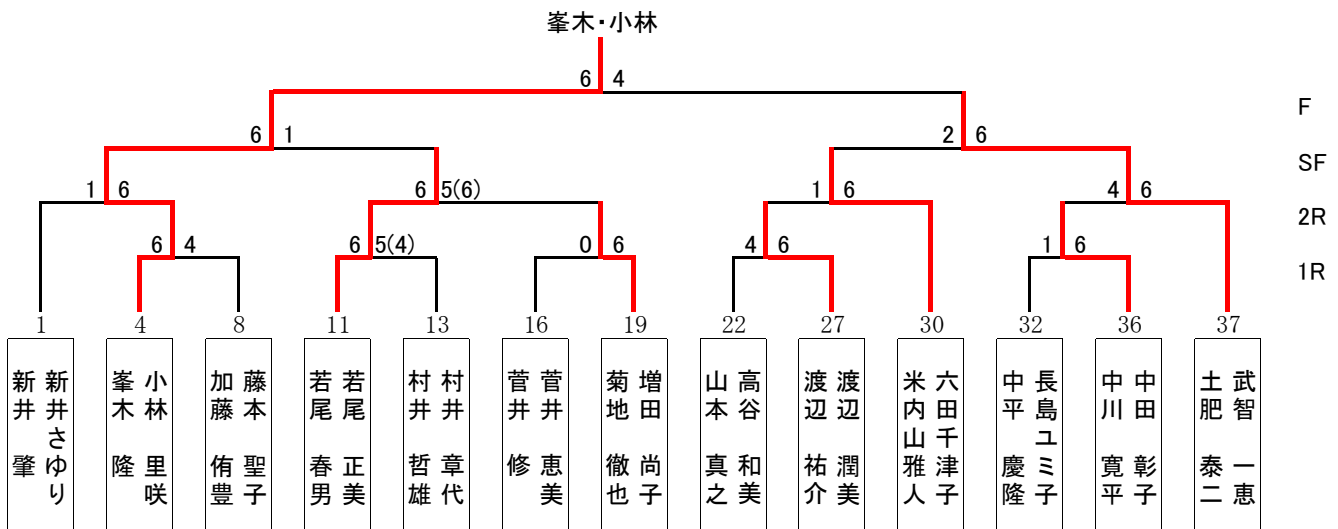 峯木・小林
6 4
F
6 1 2 6
SF
1 6 6 5(6) 1 6 4 6
2R
6 4 6 5(4) 0 6 4 6 1 6
1R
1 4 8 11 13 16 19 22 27 30 32 36 37
新井 肇
新井さゆり
峯木 隆
小林 里咲
加藤 侑豊
藤本 聖子
若尾 春男
若尾 正美
村井 哲雄
村井 章代
菅井 修
菅井 恵美
菊地 徹也
増田 尚子
山本 真之
高谷 和美
渡辺 祐介
渡辺 潤美
米内山雅人
六田千津子
中平 慶隆
長島ユミ子
中川 寛平
中田 彰子
土肥 泰二
武智 一恵